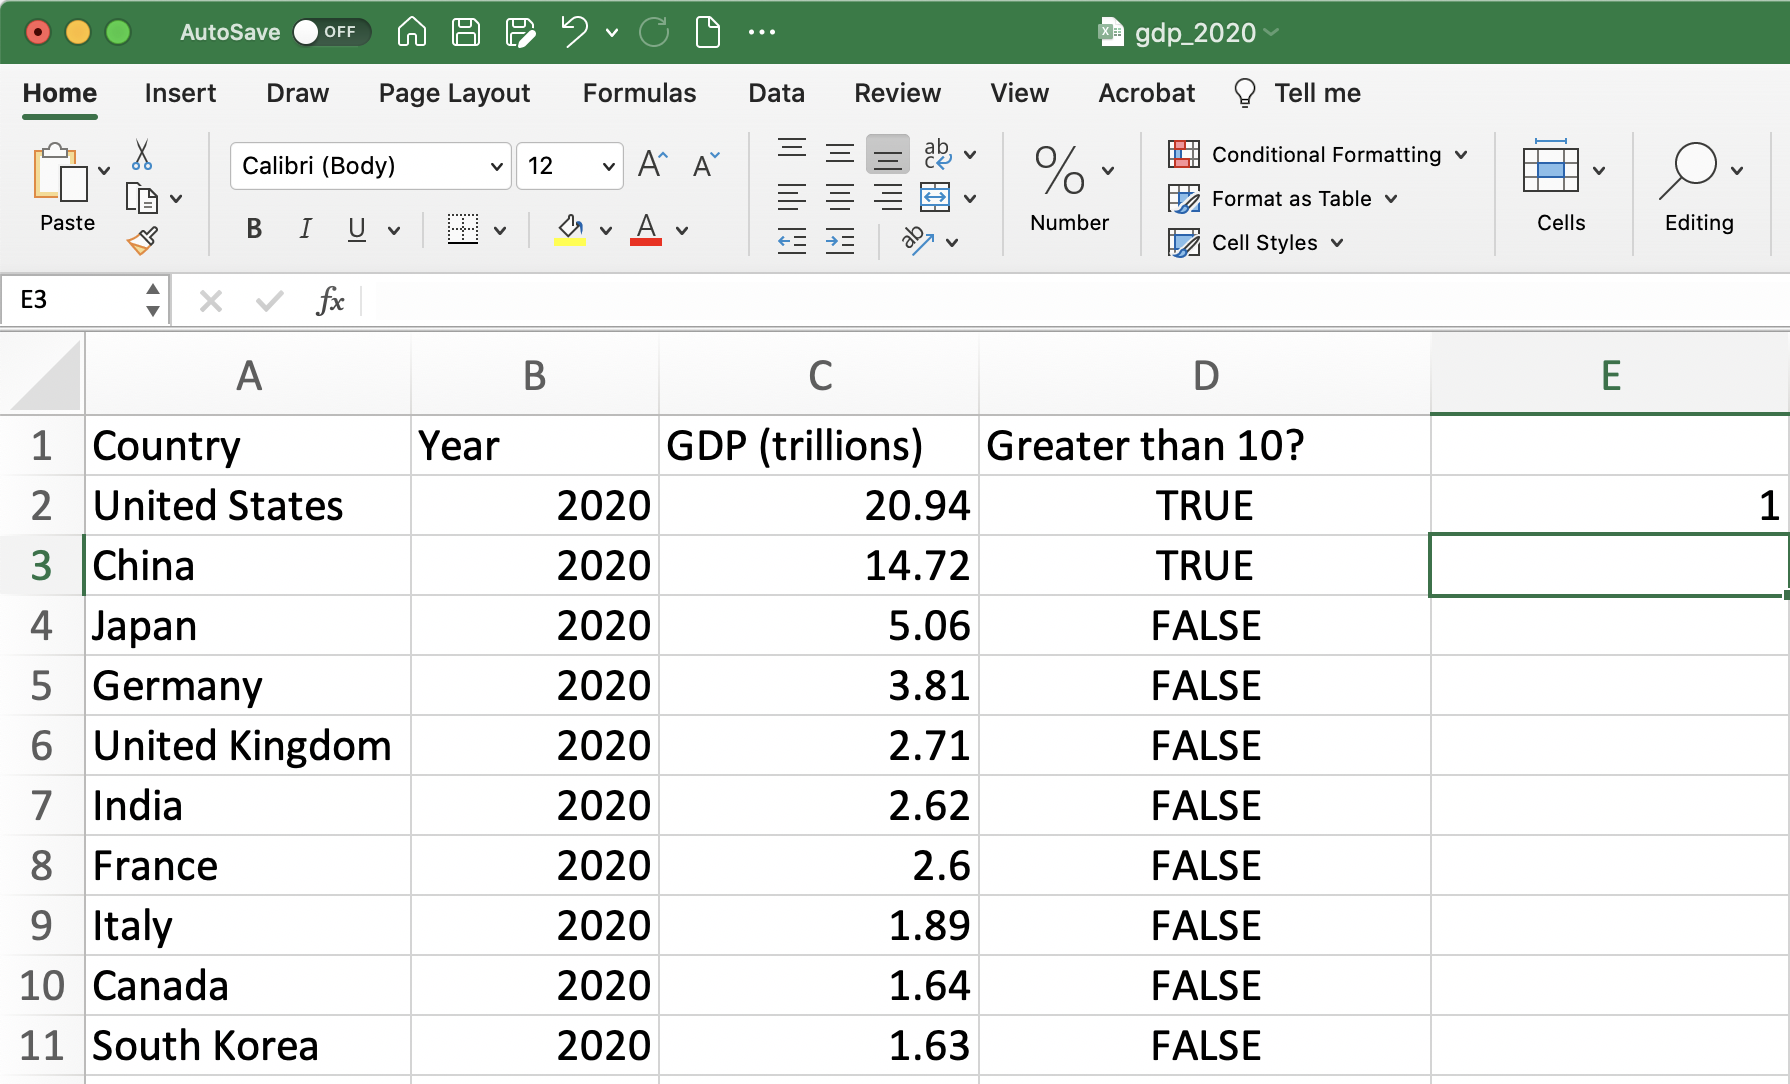 AutoSave OFF gdp_2020
Home Insert Draw Page Layout Formulas Data Review View Acrobat Tell me
Paste Calibri (Body) 12 A A ab c % Number Conditional Formatting Cells Editing
Format as Table
B I U A ab Cell Styles
E3 fx
A B C D E
1 Country Year GDP (trillions) Greater than 10?
2 United States 2020 20.94 TRUE 1
3 China 2020 14.72 TRUE
4 Japan 2020 5.06 FALSE
5 Germany 2020 3.81 FALSE
6 United Kingdom 2020 2.71 FALSE
7 India 2020 2.62 FALSE
8 France 2020 2.6 FALSE
9 Italy 2020 1.89 FALSE
10 Canada 2020 1.64 FALSE
11 South Korea 2020 1.63 FALSE